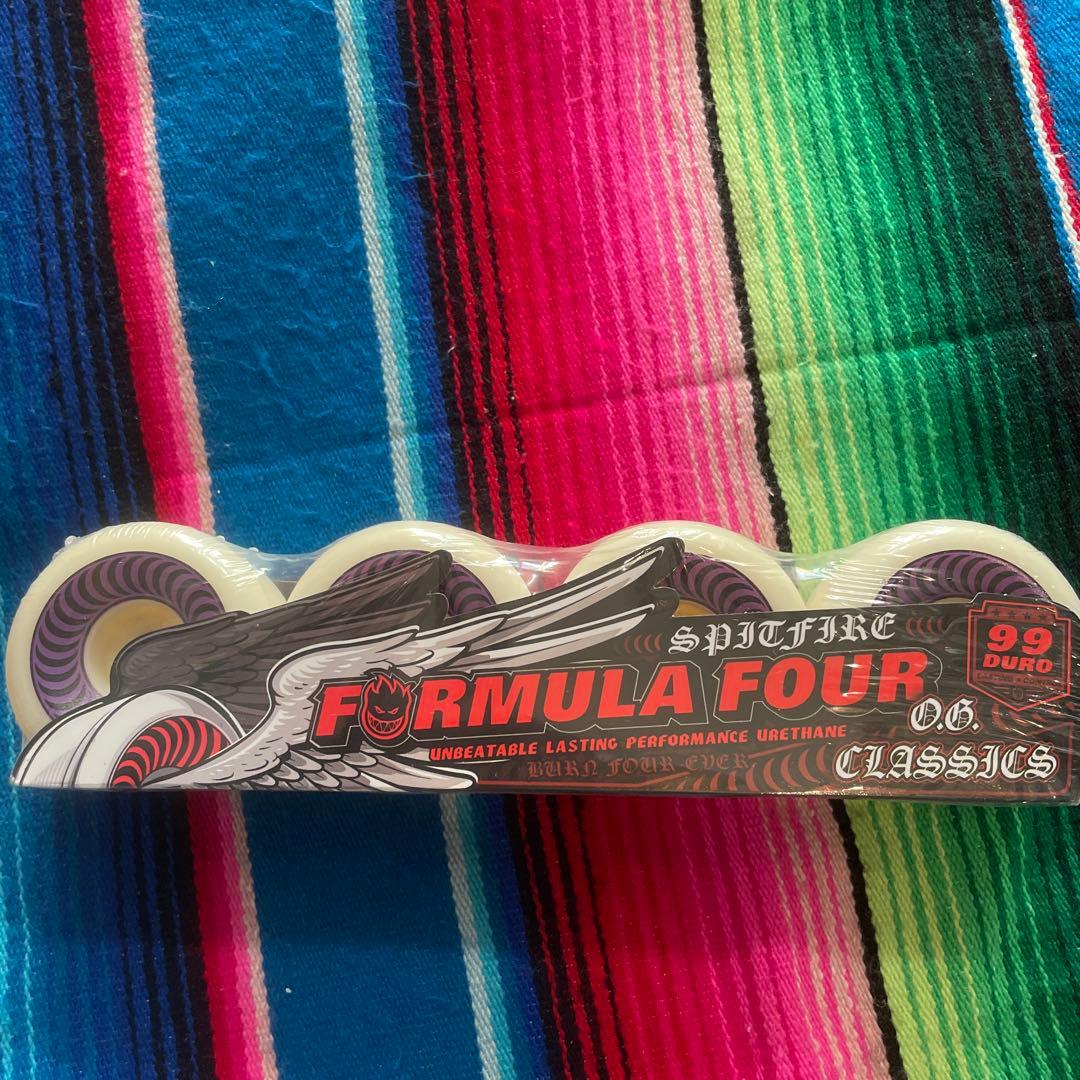 SPITFIRE
99
DURO
FORMULA FOUR
O.G.
UNBEATABLE LASTING PERFORMANCE URETHANE
CLASSICS
BURN FOUR EVER